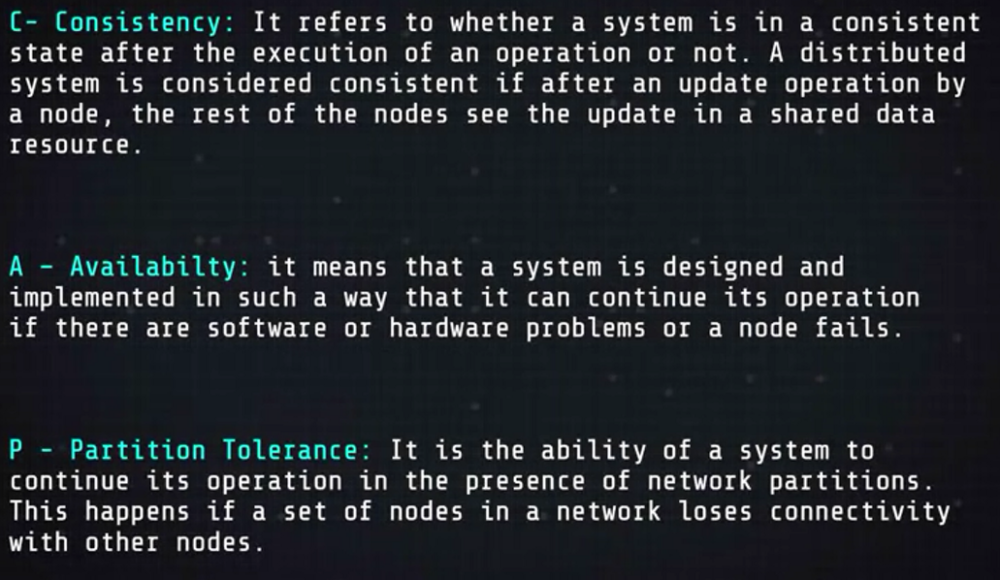 C- Consistency: It refers to whether a system is in a consistent
state after the execution of an operation or not. A distributed
system is considered consistent if after an update operation by
a node, the rest of the nodes see the update in a shared data
resource.
A - Availabilty: it means that a system is designed and
implemented in such a way that it can continue its operation
if there are software or hardware problems or a node fails.
P - Partition Tolerance: It is the ability of a system to
continue its operation in the presence of network partitions.
This happens if a set of nodes in a network loses connectivity
with other nodes.